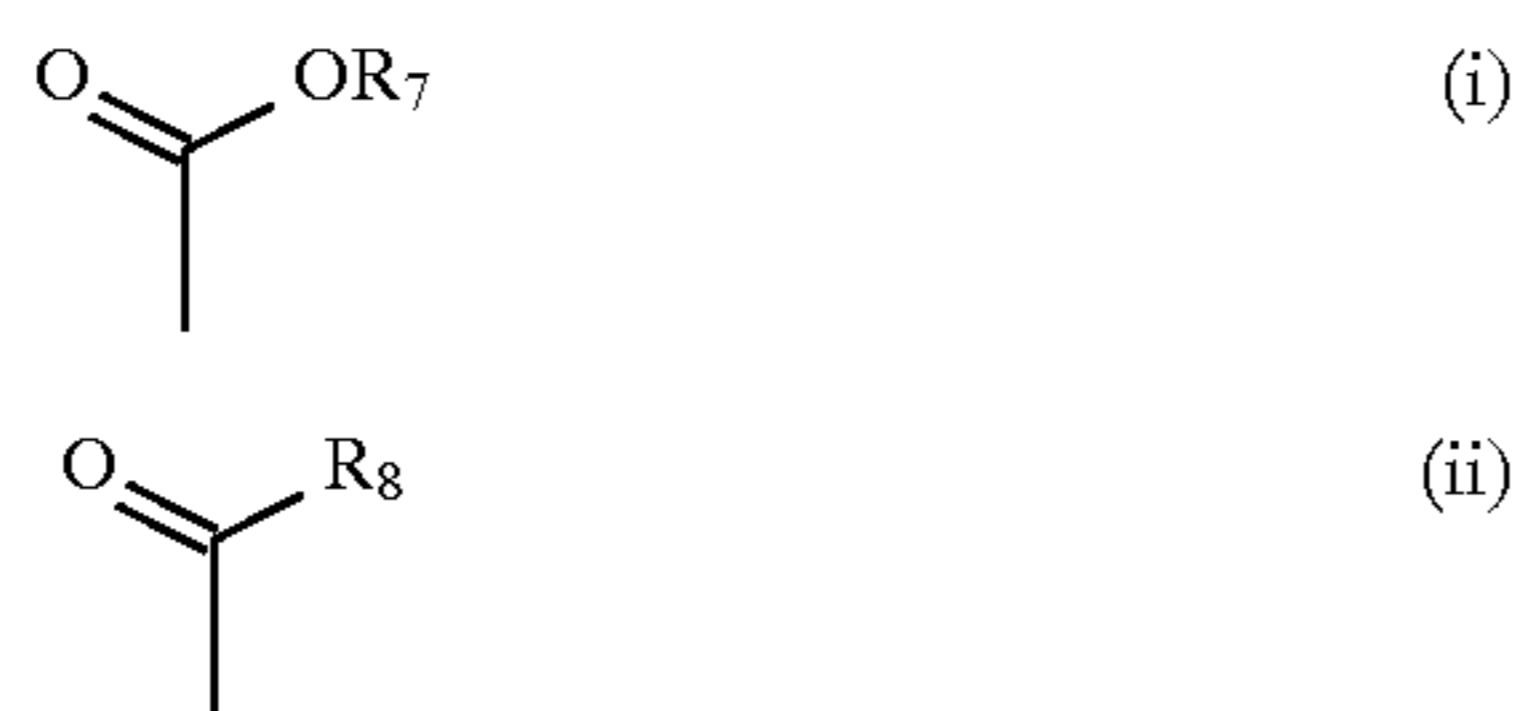 O OR₇ (i)
O R₈ (ii)